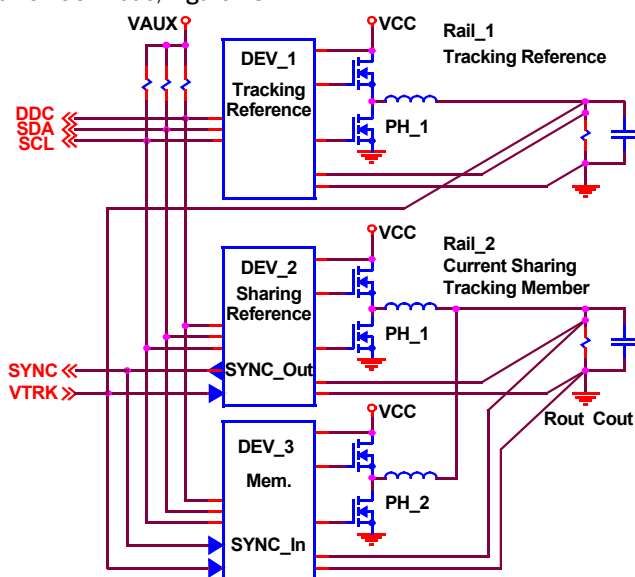 VAUX
VCC
Rail_1
Tracking Reference
DEV_1
Tracking
Reference
DDC
SDA
SCL
PH_1
VCC
Rail_2
Current Sharing
Tracking Member
DEV_2
Sharing
Reference
PH_1
SYNC
SYNC_Out
VTRK
VCC
Rout Cout
DEV_3
Mem.
PH_2
SYNC_In